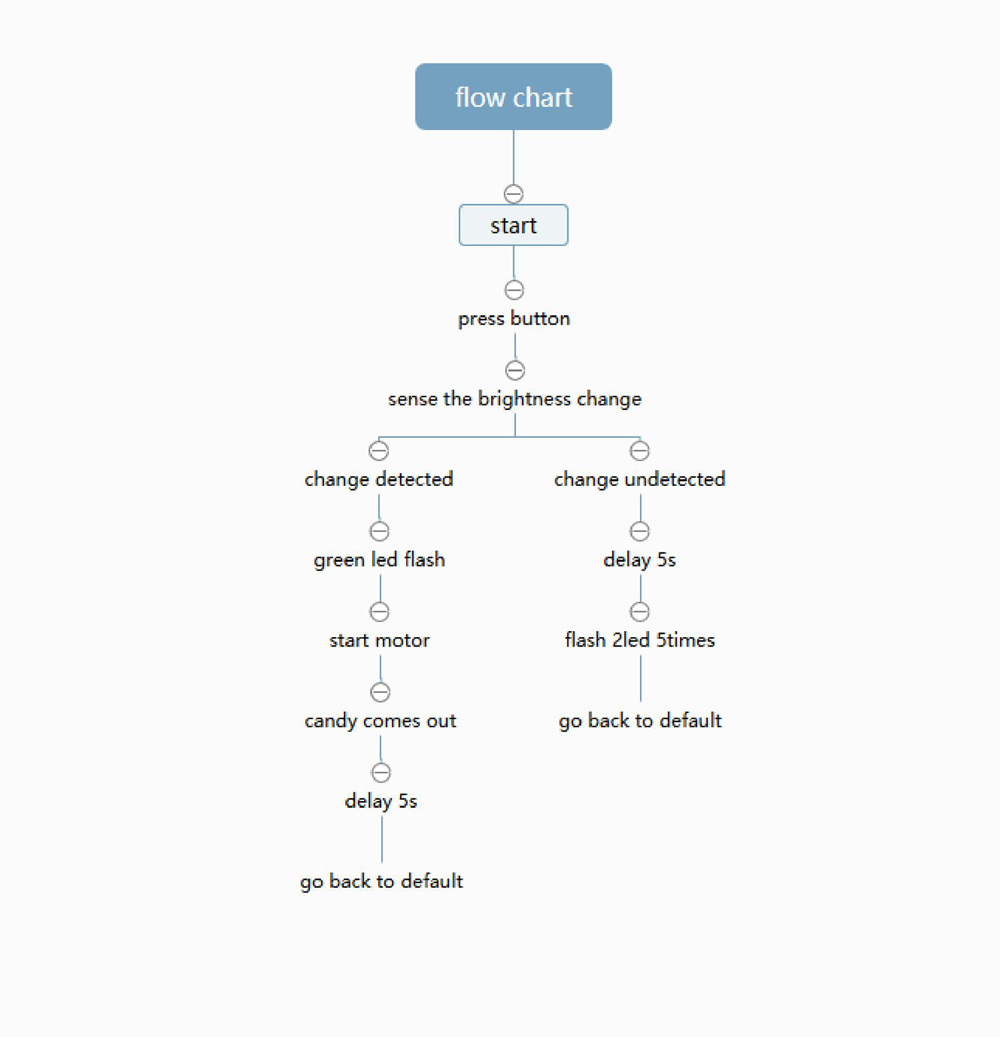 flow chart
start
press button
sense the brightness change
change detected
change undetected
green led flash
delay 5s
start motor
flash 2led 5times
candy comes out
go back to default
delay 5s
go back to default